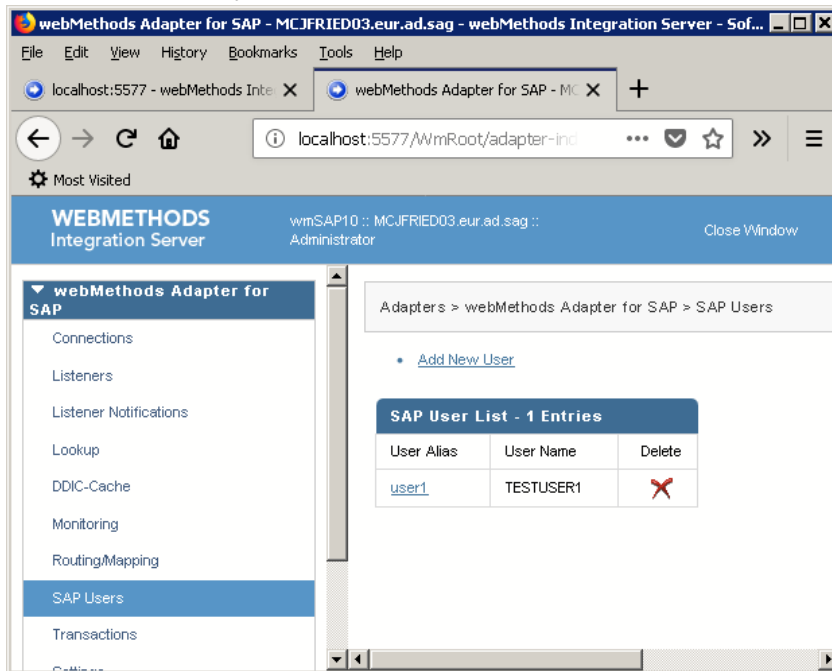 webMethods Adapter for SAP - MCJFRIED03.eur.ad.sag - webMethods Integration Server - Sof...
File Edit View History Bookmarks Tools Help
localhost:5577 - webMethods Inte
webMethods Adapter for SAP - MC
localhost:5577/WmRoot/adapter-ind
Most Visited
WEBMETHODS
Integration Server
wmSAP10 :: MCJFRIED03.eur.ad.sag ::
Administrator
Close Window
webMethods Adapter for
SAP
Connections
Listeners
Listener Notifications
Lookup
DDIC-Cache
Monitoring
Routing/Mapping
SAP Users
Transactions
Settings
Adapters > webMethods Adapter for SAP > SAP Users
Add New User
SAP User List - 1 Entries
User Alias User Name Delete
user1 TESTUSER1